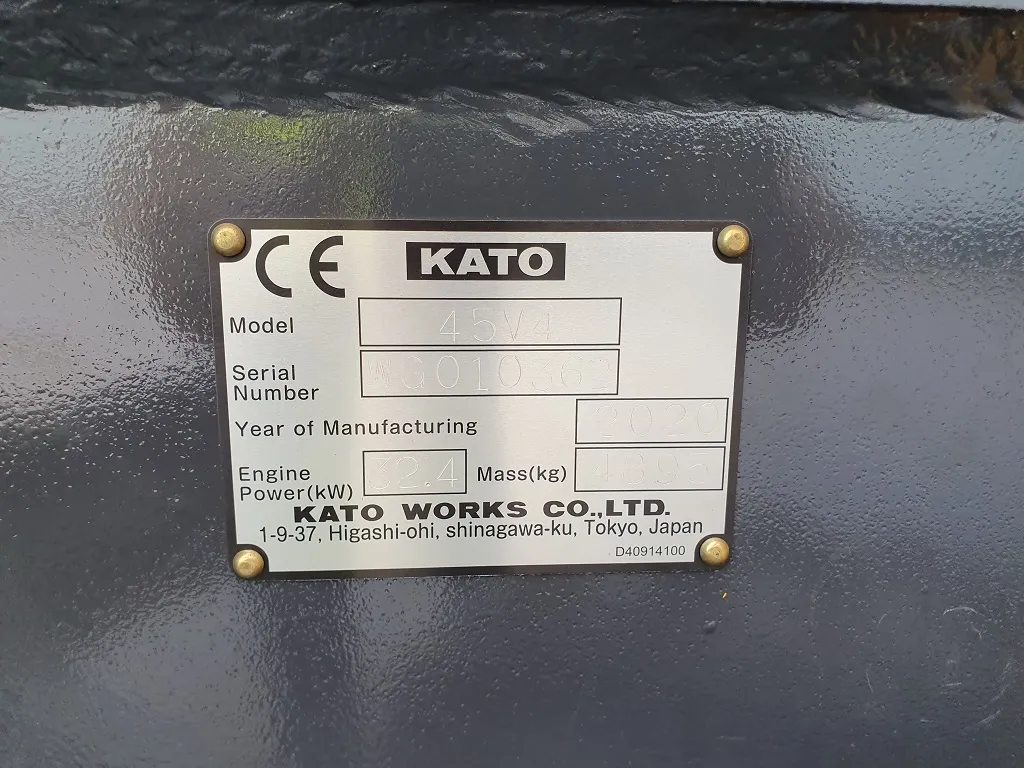 CE KATO
Model 45V4
Serial Number WG010362
Year of Manufacturing 2020
Engine Power(kW) 32.4 Mass(kg)
KATO WORKS CO.,LTD.
1-9-37, Higashi-ohi, shinagawa-ku, Tokyo, Japan
D40914100